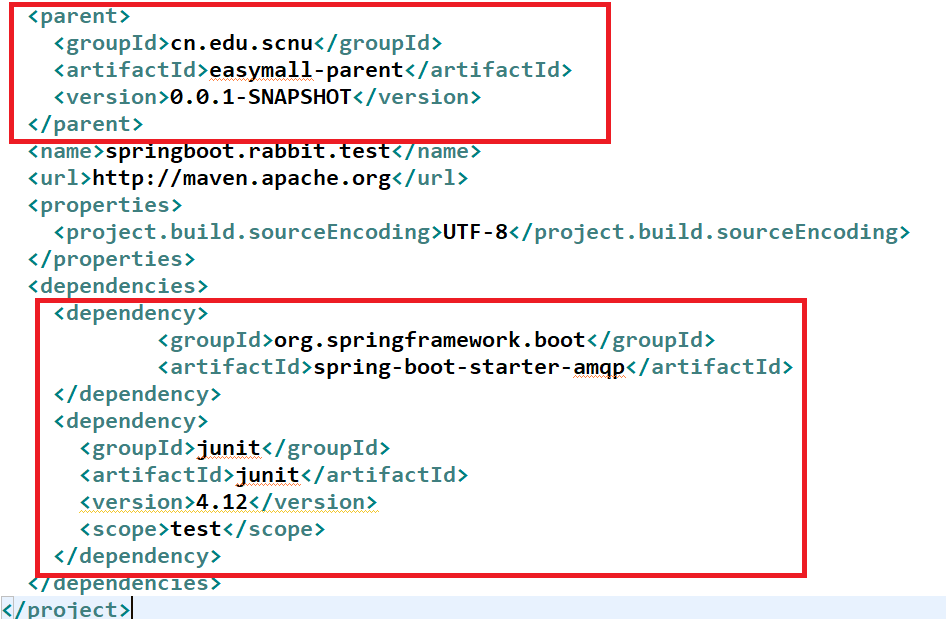 <parent>
<groupId>cn.edu.scnu</groupId>
<artifactId>easymall-parent</artifactId>
<version>0.0.1-SNAPSHOT</version>
</parent>
<name>springboot.rabbit.test</name>
<url>http://maven.apache.org</url>
<properties>
<project.build.sourceEncoding>UTF-8</project.build.sourceEncoding>
</properties>
<dependencies>
<dependency>
<groupId>org.springframework.boot</groupId>
<artifactId>spring-boot-starter-amqp</artifactId>
</dependency>
<dependency>
<groupId>junit</groupId>
<artifactId>junit</artifactId>
<version>4.12</version>
<scope>test</scope>
</dependency>
</dependencies>
</project>